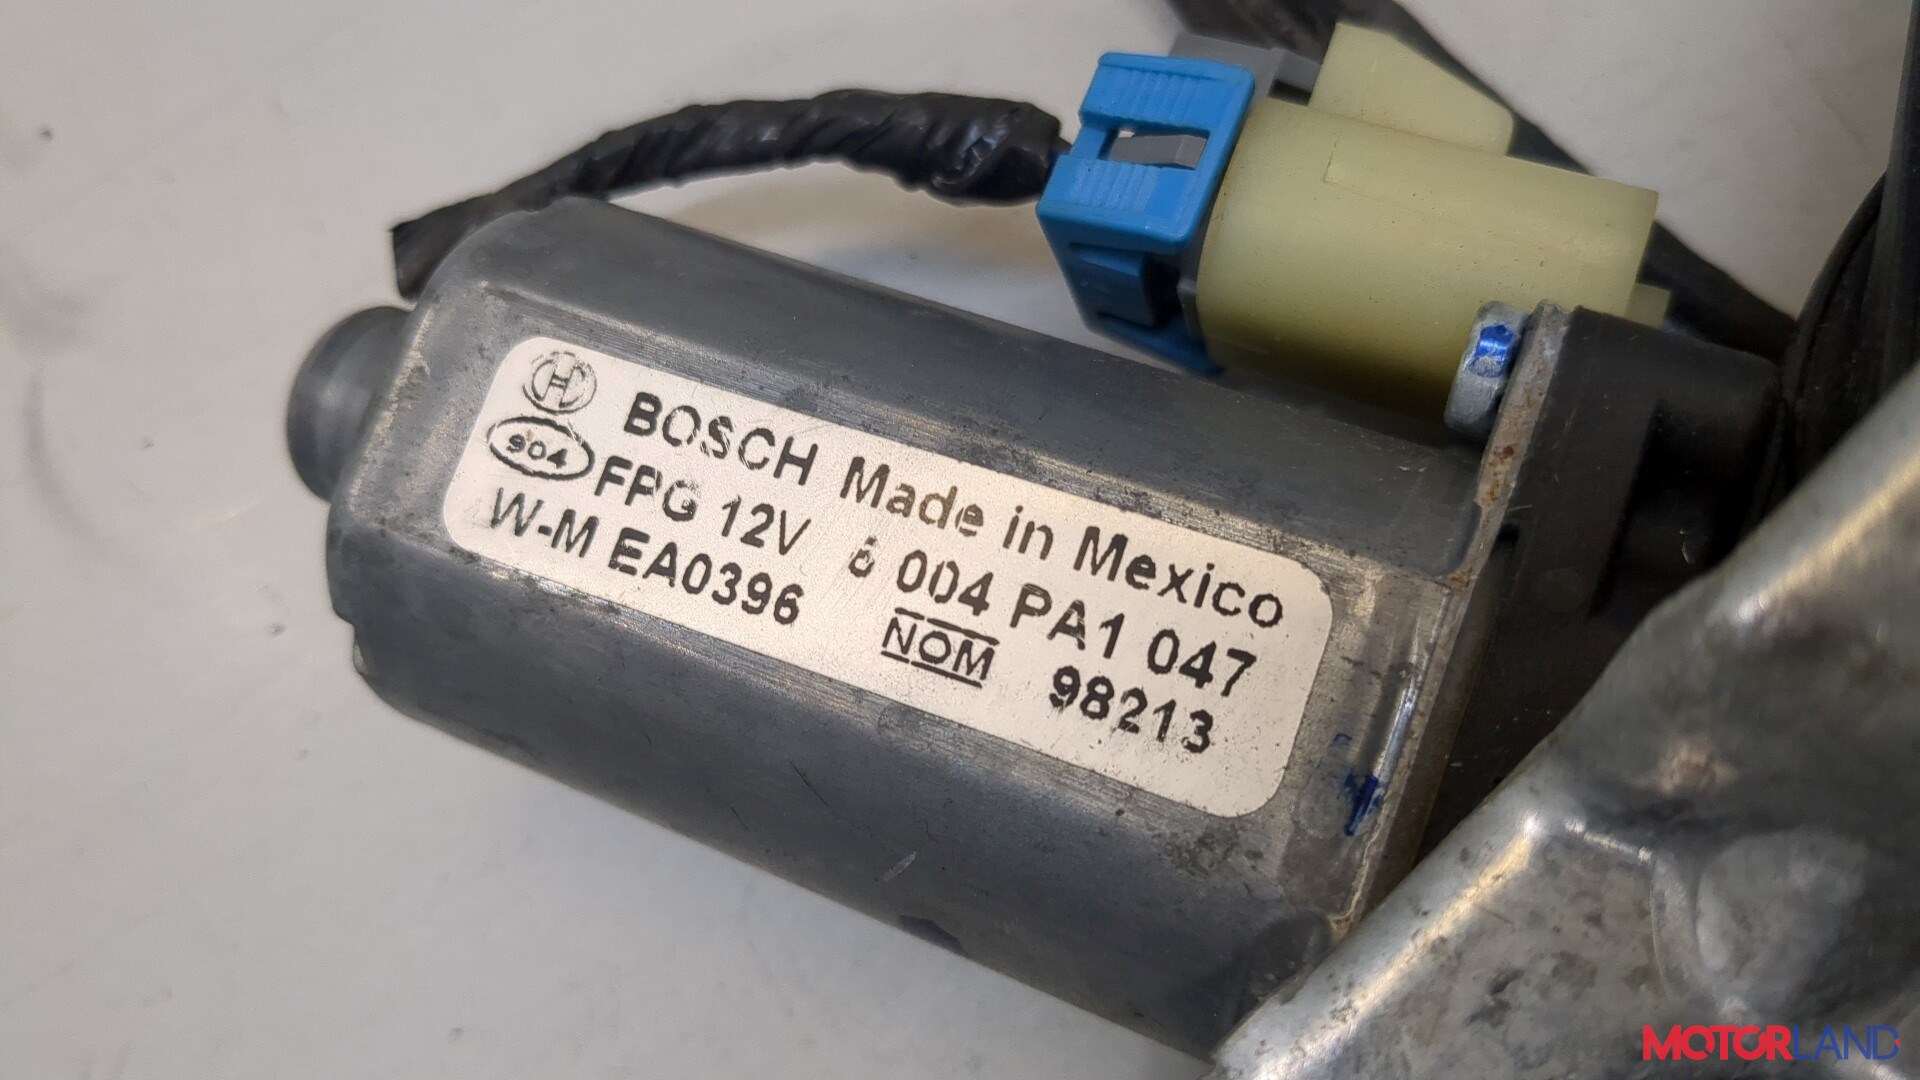 BOSCH Made in Mexico
904 FPG 12V 6 004 PA1 047
W-M EA0396 NOM 98213
MOTORLAND